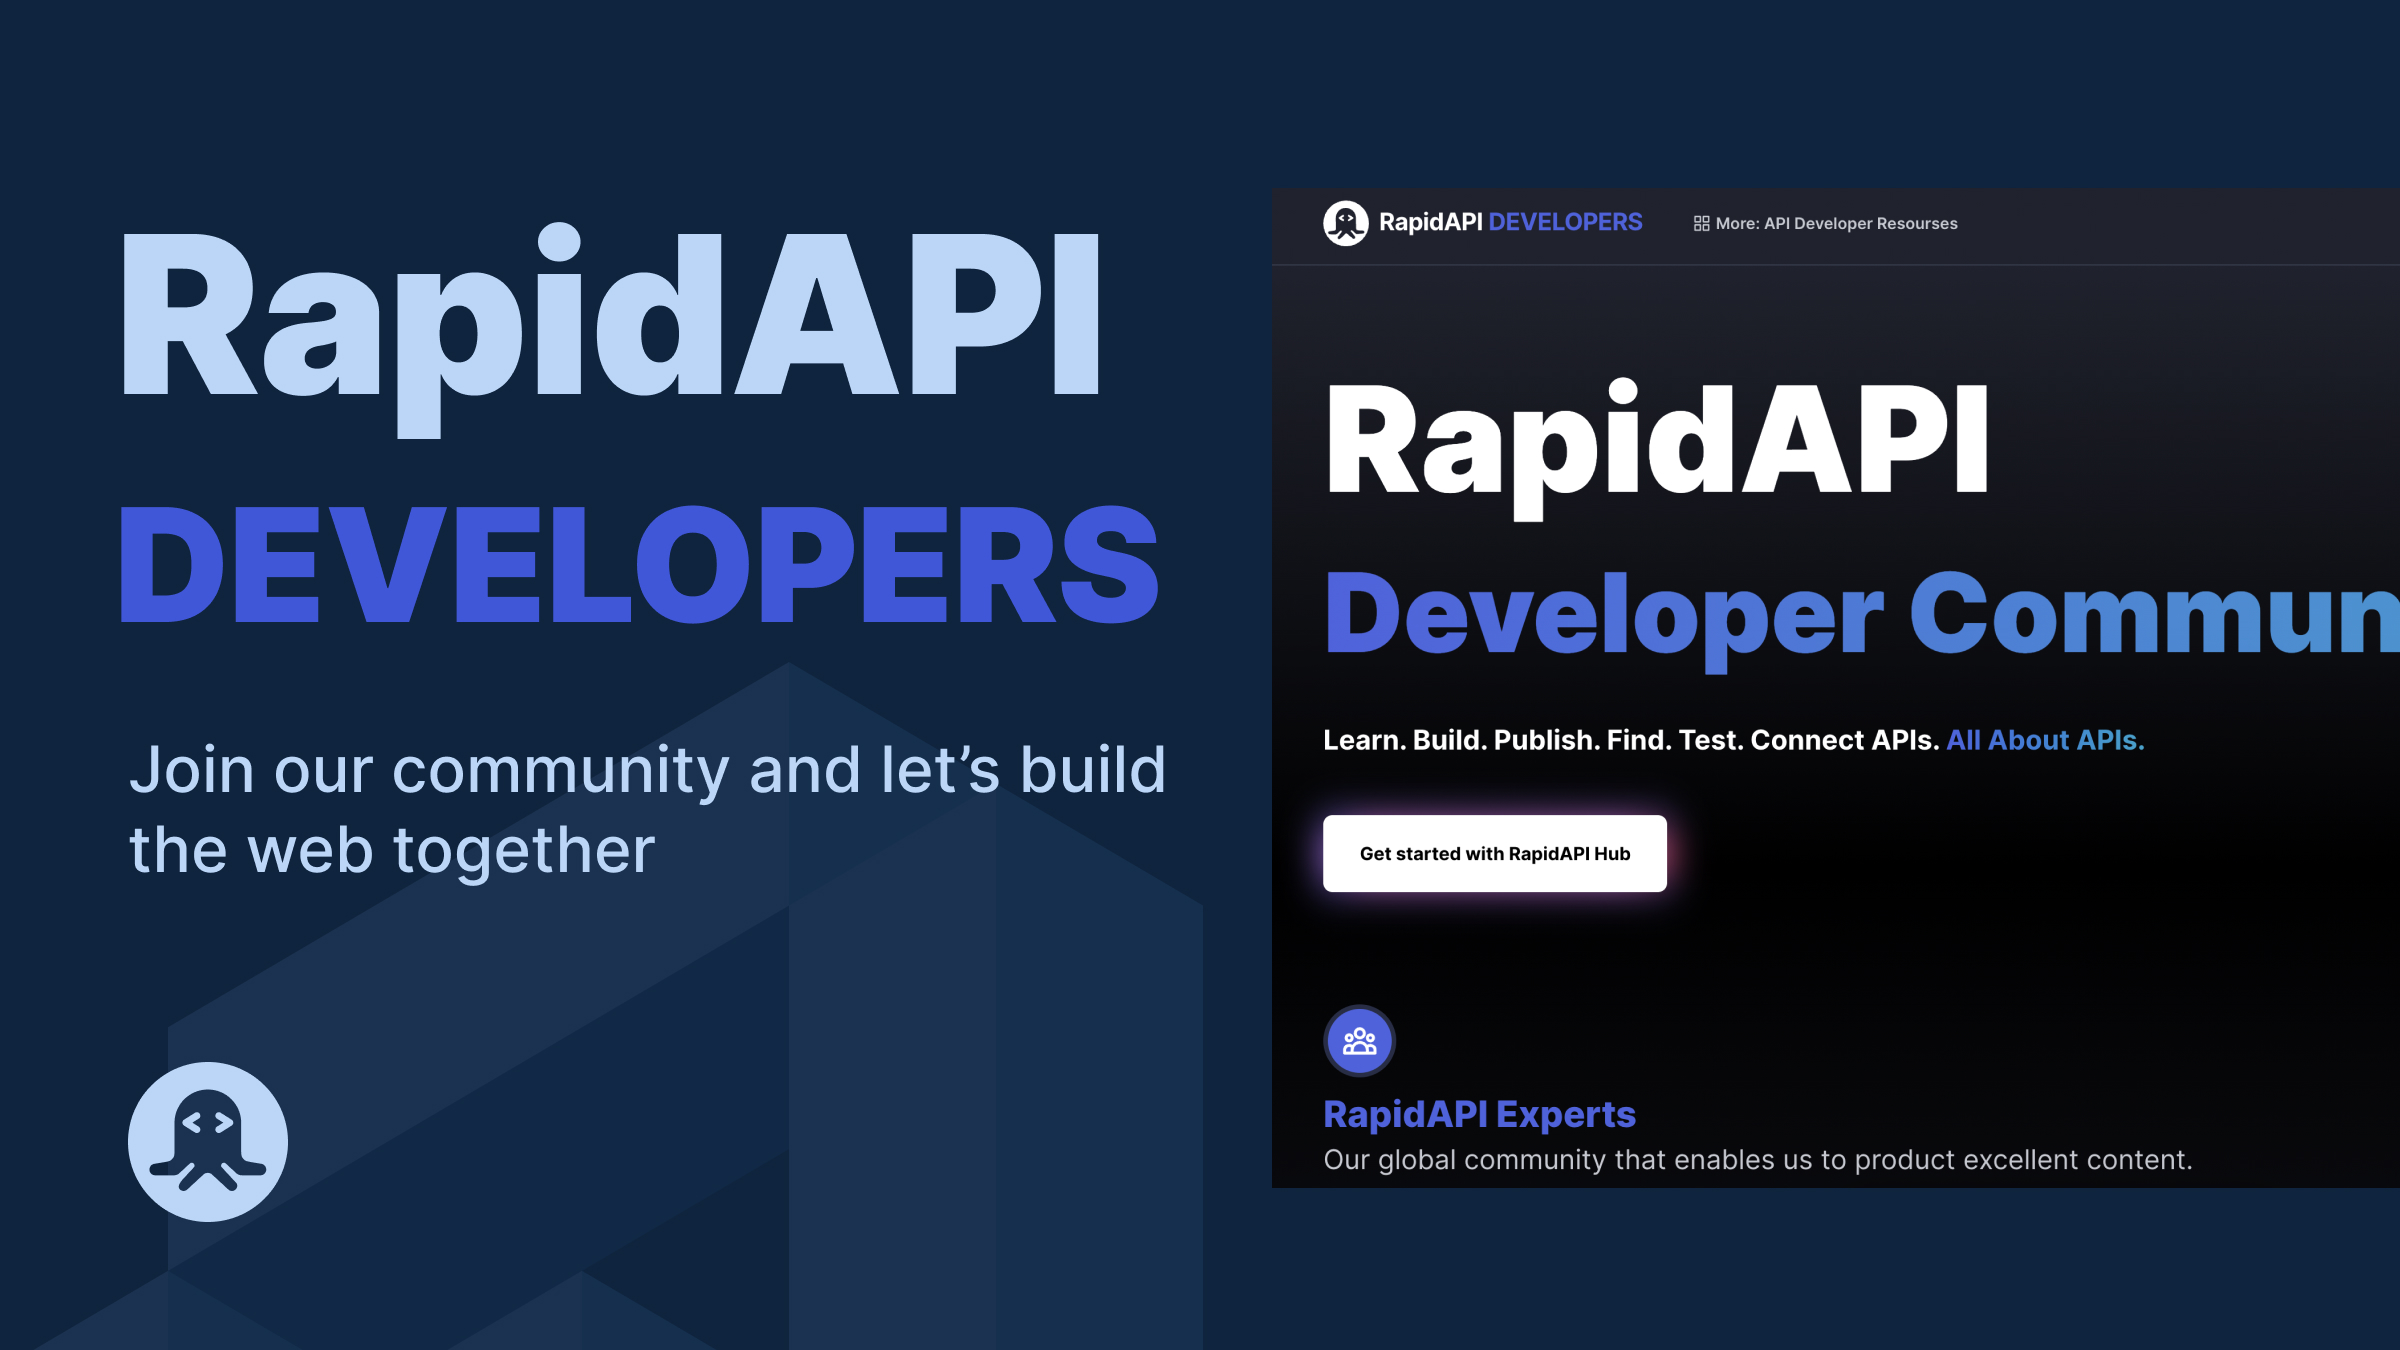 RapidAPI
DEVELOPERS
Join our community and let's build
the web together
RapidAPI DEVELOPERS
More: API Developer Resourses
RapidAPI
Developer Commun
Learn. Build. Publish. Find. Test. Connect APIs. All About APIs.
Get started with RapidAPI Hub
RapidAPI Experts
Our global community that enables us to product excellent content.